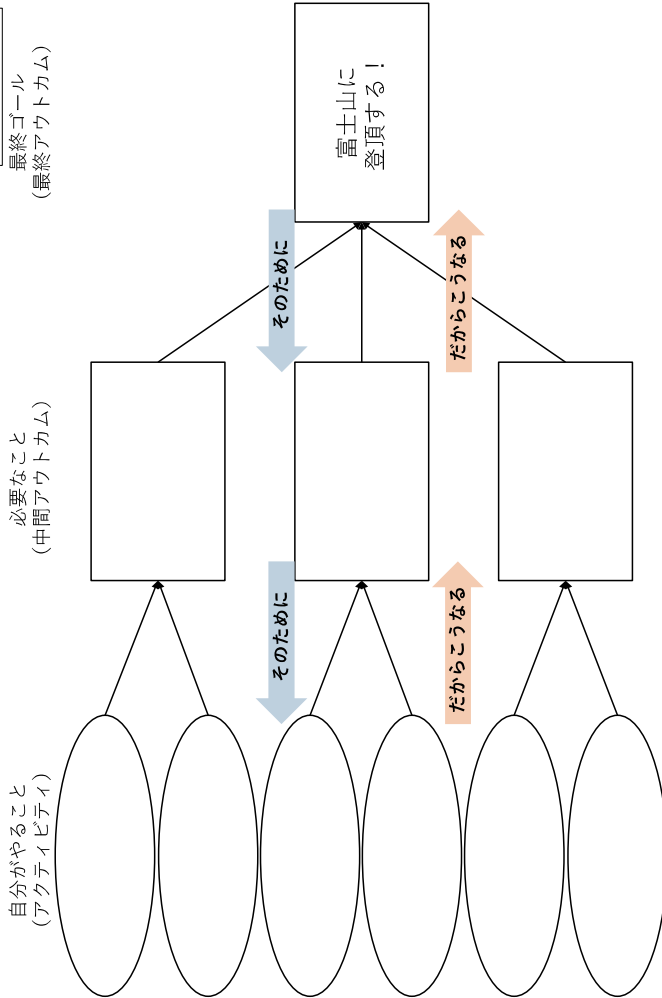 自分がやること
(アクティビティ)
必要なこと
(中間アウトカム)
最終ゴール
(最終アウトカム)
そのために
そのために
富士山に
登頂する！
だからこうなる
だからこうなる